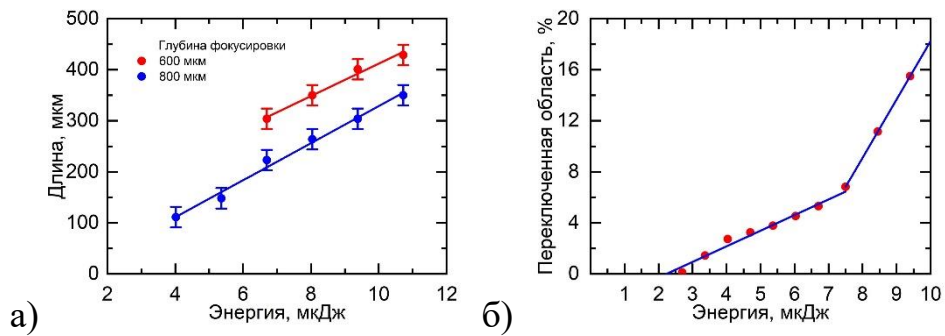 а)
Длина, мкм
500
400
300
200
100
0
Глубина фокусировки
600 мкм
800 мкм
2 4 6 8 10 12
Энергия, мкДж
б)
Переключенная область, %
20
16
12
8
4
0
1 2 3 4 5 6 7 8 9 10
Энергия, мкДж